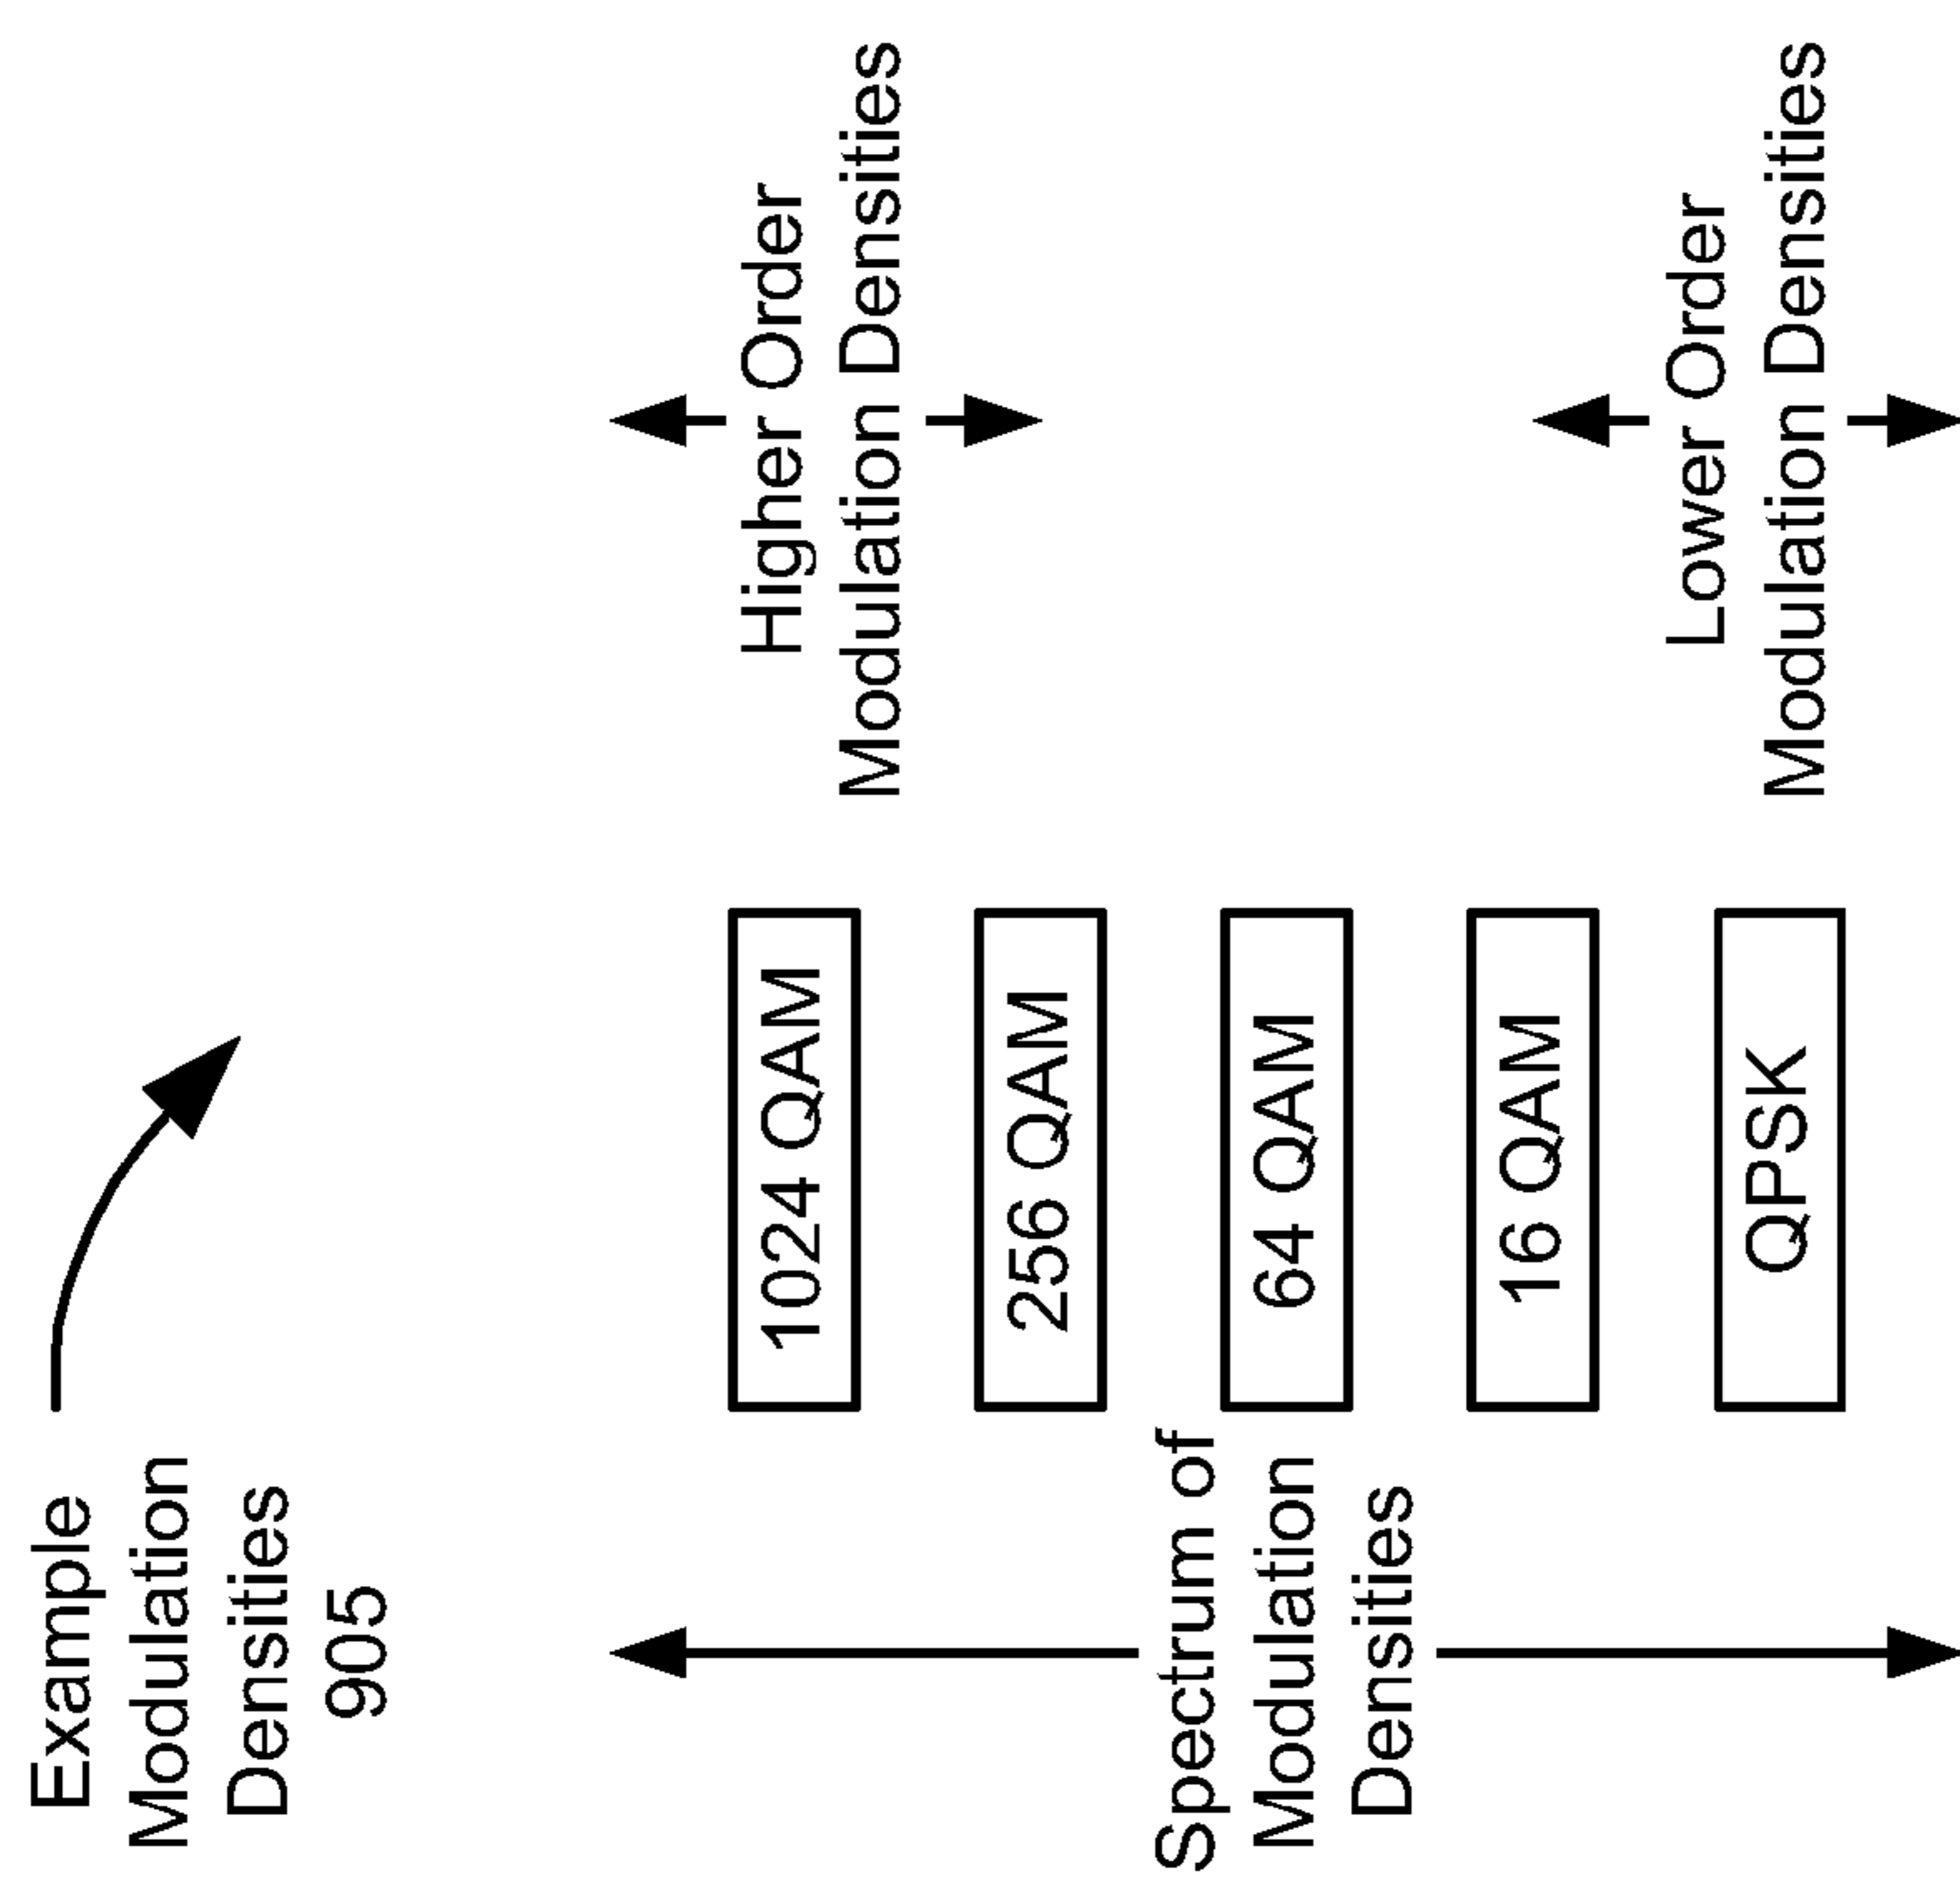 Example
Modulation
Densities
905
Spectrum of
Modulation
Densities
1024 QAM
256 QAM
64 QAM
16 QAM
QPSK
Higher Order
Modulation Densities
Lower Order
Modulation Densities